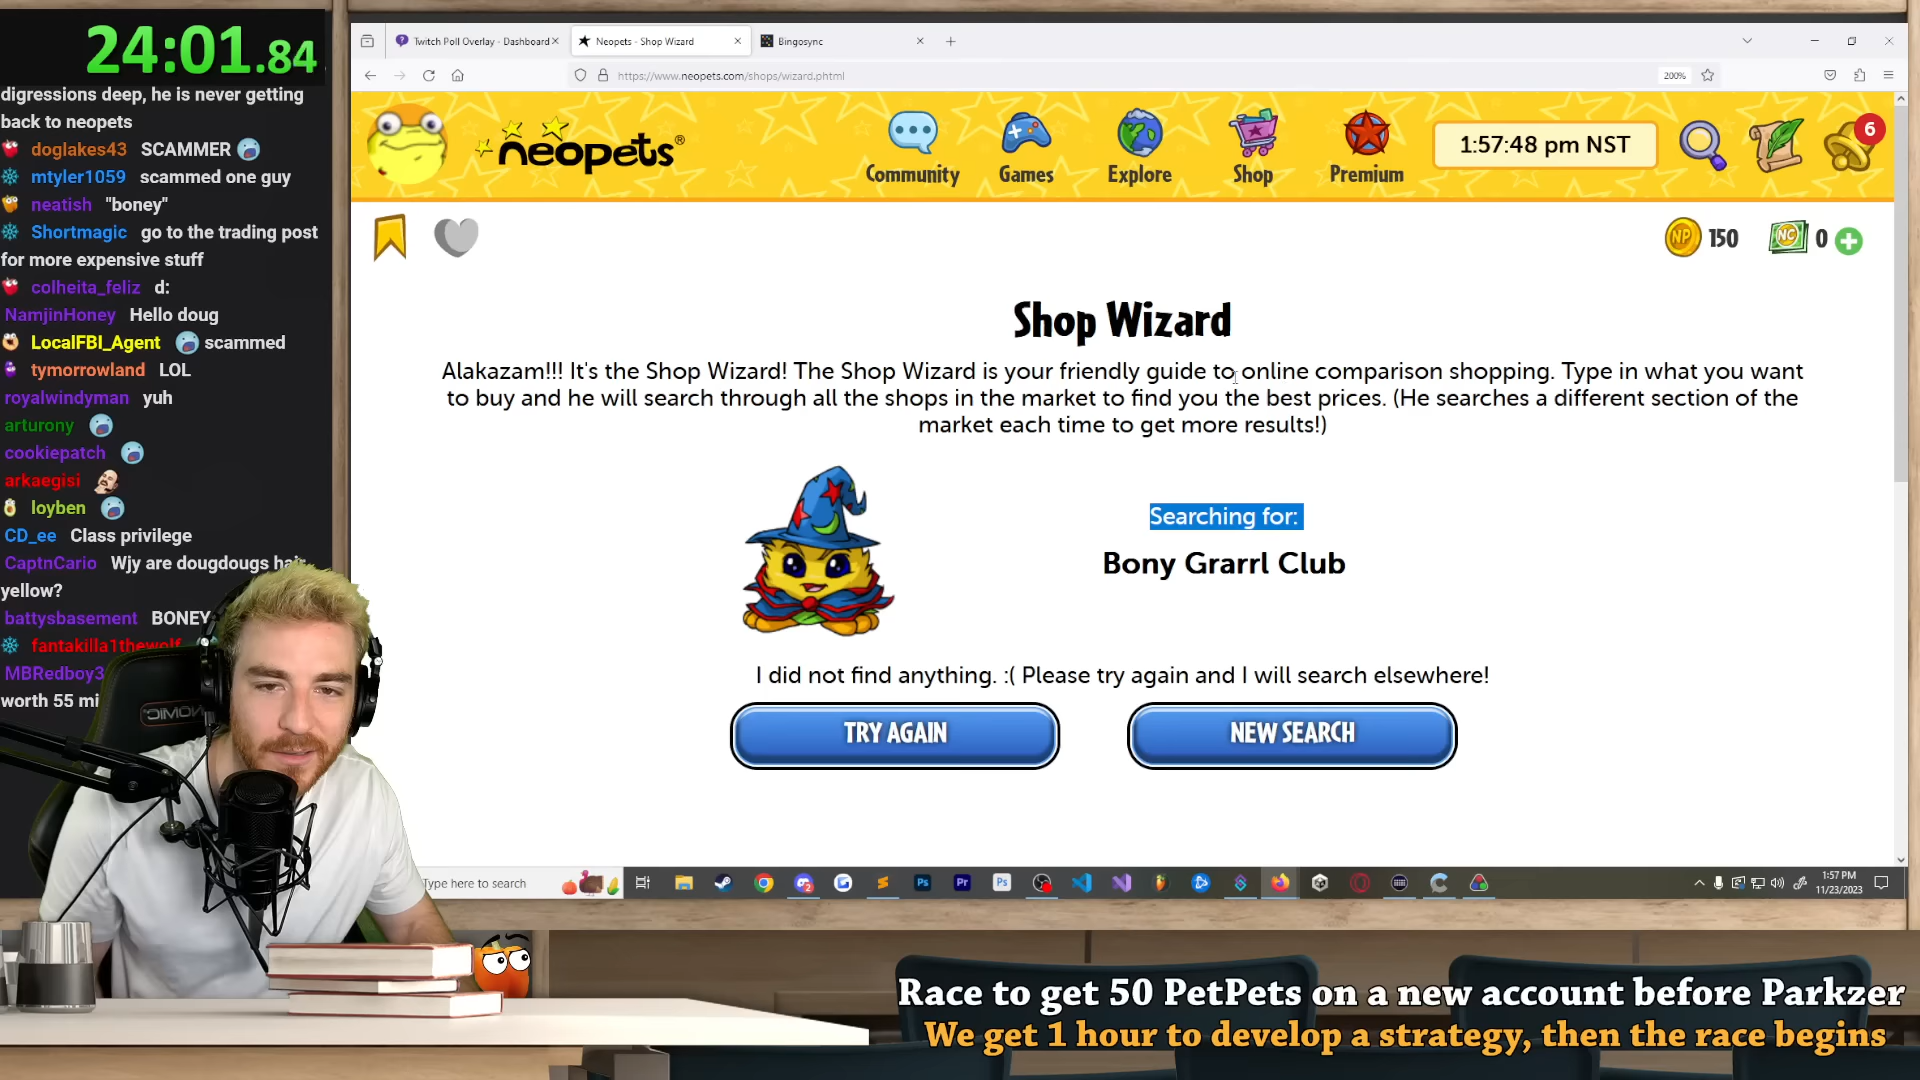 24:01.84
digressions deep, he is never getting
back to neopets
doglakes43 SCAMMER
mtyler1059 scammed one guy
neatish "boney"
Shortmagic go to the trading post
for more expensive stuff
colheita_feliz d:
NamjinHoney Hello doug
LocalFBI_Agent scammed
tymorrowland LOL
royalwindyman yuh
arturony
cookiepatch
arkaegisi
loyben
CD_ee Class privilege
CaptnCario Wjy are dougdougs hair
yellow?
battysbasement BONEY
fantakilla1thewolf
MBRedboy3
worth 55 mi
Twitch Poll Overlay - Dashboard
Neopets - Shop Wizard
Bingosync
https://www.neopets.com/shops/wizard.phtml
200%
neopets®
Community
Games
Explore
Shop
Premium
1:57:48 pm NST
6
NP 150
NC 0
Shop Wizard
Alakazam!!! It's the Shop Wizard! The Shop Wizard is your friendly guide to online comparison shopping. Type in what you want
to buy and he will search through all the shops in the market to find you the best prices. (He searches a different section of the
market each time to get more results!)
Searching for:
Bony Grarrl Club
I did not find anything. :( Please try again and I will search elsewhere!
TRY AGAIN
NEW SEARCH
Type here to search
Ps
Pr
Ps
1:57 PM
11/23/2023
Race to get 50 PetPets on a new account before Parkzer
We get 1 hour to develop a strategy, then the race begins